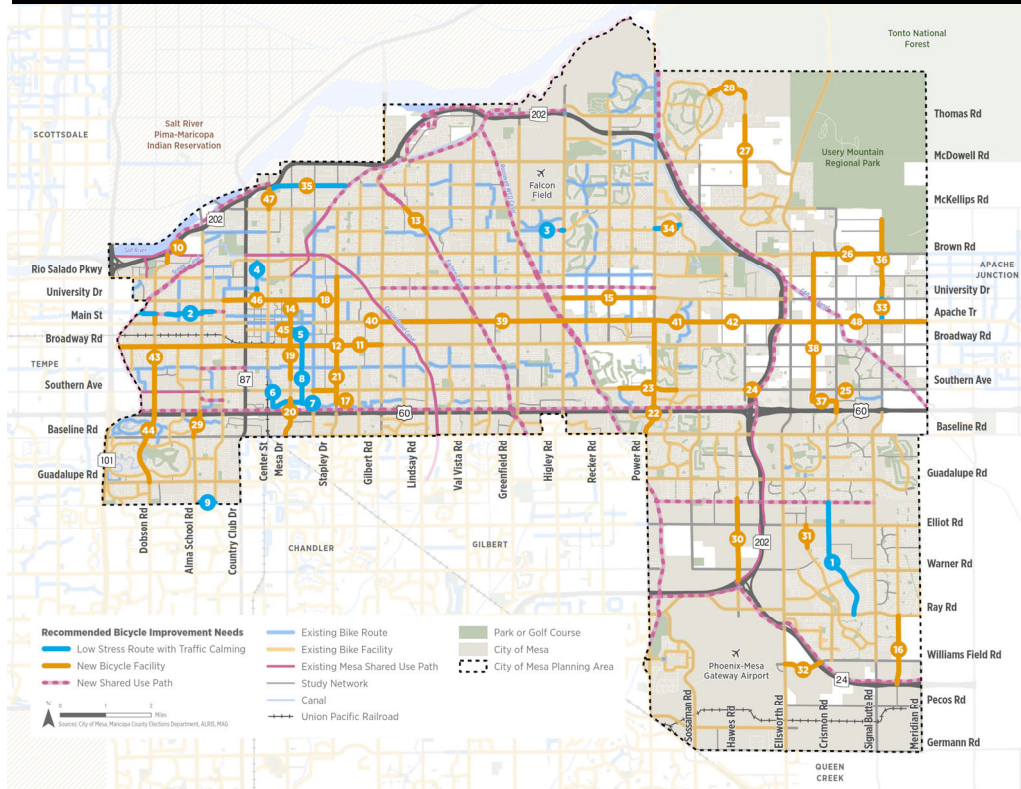 Tonto National
Forest
Thomas Rd
McDowell Rd
McKellips Rd
Brown Rd
University Dr
Apache Tr
Broadway Rd
Southern Ave
Baseline Rd
Guadalupe Rd
Elliot Rd
Warner Rd
Ray Rd
Williams Field Rd
Pecos Rd
Germann Rd
APACHE
JUNCTION
Usery Mountain
Regional Park
SCOTTSDALE
Salt River
Pima-Maricopa
Indian Reservation
Falcon
Field
Rio Salado Pkwy
University Dr
Main St
Broadway Rd
TEMPE
Southern Ave
Baseline Rd
Guadalupe Rd
202
202
87
60
60
101
202
24
28
27
35
47
13
3
34
10
4
26
36
46
18
15
14
33
2
40
39
41
42
48
45
5
12
11
43
19
38
8
21
6
7
17
23
24
25
37
20
22
44
29
9
30
31
1
16
32
Dobson Rd
Alma School Rd
Country Club Dr
Center St
Mesa Dr
Stapley Dr
Gilbert Rd
Lindsay Rd
Val Vista Rd
Greenfield Rd
Higley Rd
Recker Rd
Power Rd
CHANDLER
GILBERT
Phoenix-Mesa
Gateway Airport
Sossaman Rd
Hawes Rd
Ellsworth Rd
Crismon Rd
Signal Butte Rd
Meridian Rd
QUEEN
CREEK
Recommended Bicycle Improvement Needs
Low Stress Route with Traffic Calming
New Bicycle Facility
New Shared Use Path
Existing Bike Route
Existing Bike Facility
Existing Mesa Shared Use Path
Study Network
Canal
Union Pacific Railroad
Park or Golf Course
City of Mesa
City of Mesa Planning Area
N
0 1 2
Miles
Sources: City of Mesa, Maricopa County Elections Department, ALRIS, MAG